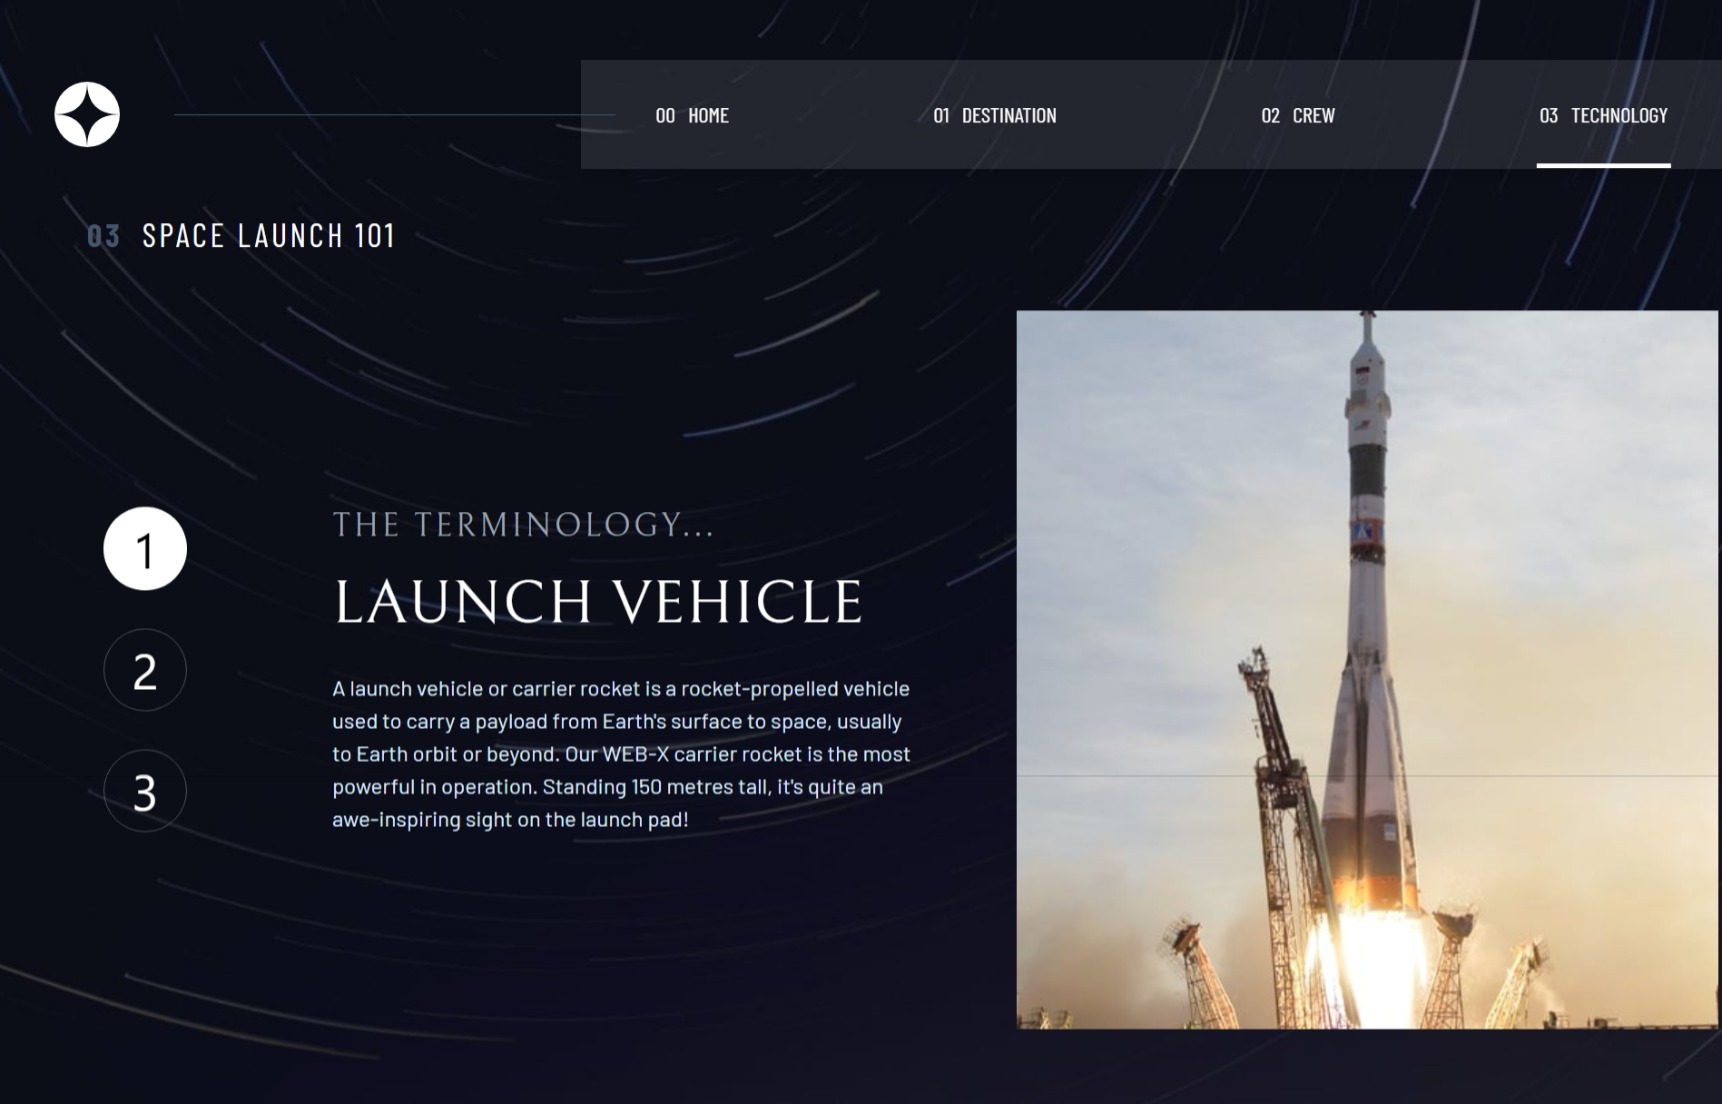 00 HOME 01 DESTINATION 02 CREW 03 TECHNOLOGY
03 SPACE LAUNCH 101
1
2
3
THE TERMINOLOGY...
LAUNCH VEHICLE
A launch vehicle or carrier rocket is a rocket-propelled vehicle
used to carry a payload from Earth's surface to space, usually
to Earth orbit or beyond. Our WEB-X carrier rocket is the most
powerful in operation. Standing 150 metres tall, it's quite an
awe-inspiring sight on the launch pad!